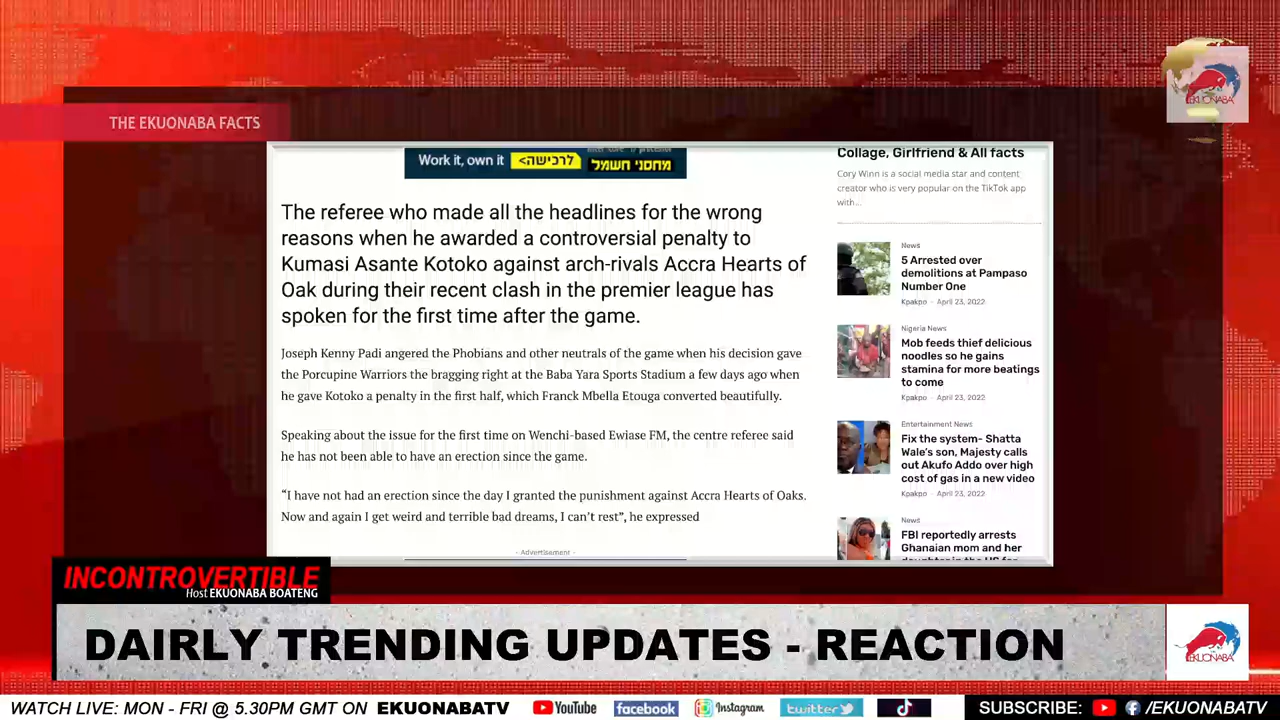 THE EKUONABA FACTS
EKUONABA
Work it, own it
לרכישה>
מחסני חשמל
The referee who made all the headlines for the wrong
reasons when he awarded a controversial penalty to
Kumasi Asante Kotoko against arch-rivals Accra Hearts of
Oak during their recent clash in the premier league has
spoken for the first time after the game.
Joseph Kenny Padi angered the Phobians and other neutrals of the game when his decision gave
the Porcupine Warriors the bragging right at the Baba Yara Sports Stadium a few days ago when
he gave Kotoko a penalty in the first half, which Franck Mbella Etouga converted beautifully.
Speaking about the issue for the first time on Wenchi-based Ewiase FM, the centre referee said
he has not been able to have an erection since the game.
“I have not had an erection since the day I granted the punishment against Accra Hearts of Oaks.
Now and again I get weird and terrible bad dreams, I can’t rest”, he expressed
- Advertisement -
Collage, Girlfriend & All facts
Cory Winn is a social media star and content
creator who is very popular on the TikTok app
with...
News
5 Arrested over
demolitions at Pampaso
Number One
Kpakpo - April 23, 2022
Nigeria News
Mob feeds thief delicious
noodles so he gains
stamina for more beatings
to come
Kpakpo - April 23, 2022
Entertainment News
Fix the system- Shatta
Wale’s son, Majesty calls
out Akufo Addo over high
cost of gas in a new video
Kpakpo - April 23, 2022
News
FBI reportedly arrests
Ghanaian mom and her
INCONTROVERTIBLE
Host EKUONABA BOATENG
DAIRLY TRENDING UPDATES - REACTION
EKUONABA
WATCH LIVE: MON - FRI @ 5.30PM GMT ON EKUONABATV YouTube facebook Instagram twitter SUBSCRIBE: /EKUONABATV